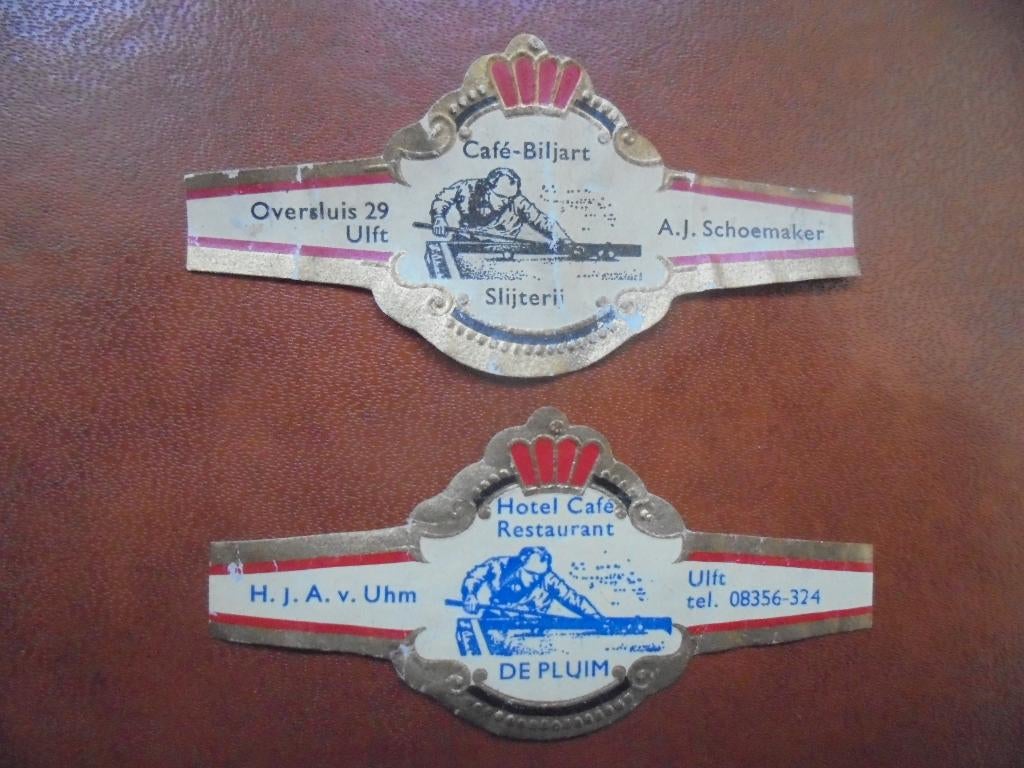 Café-Biljart
Oversluis 29
Ulft
A.J. Schoemaker
Slijterij
Hotel Café
Restaurant
H. J. A. v. Uhm
Ulft
tel. 08356-324
DE PLUIM